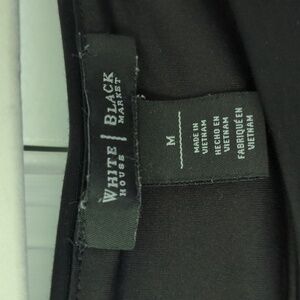 WHITE | BLACK
HOUSE MARKET
M
MADE IN
VIETNAM
HECHO EN
VIETNAM
FABRIQUÉ EN
VIETNAM